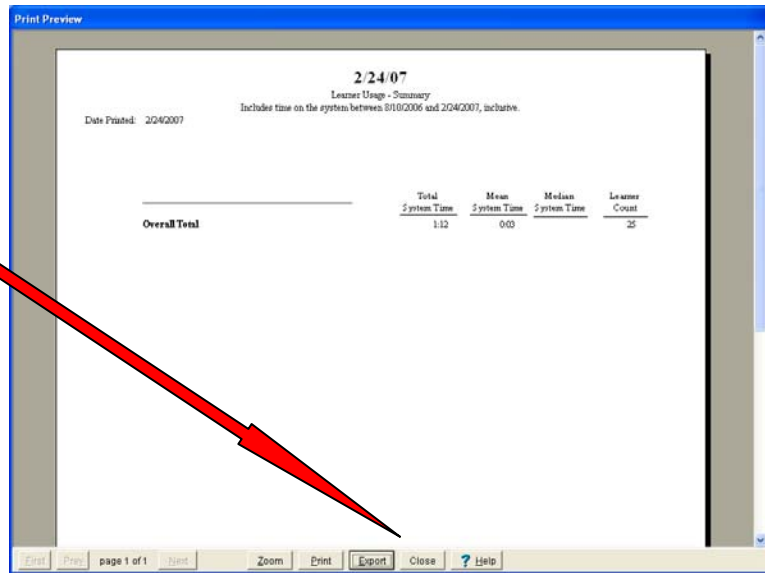 Print Preview
2/24/07
Learner Usage - Summary
Includes time on the system between 8/10/2006 and 2/24/2007, inclusive.
Date Printed: 2/24/2007
Total Mean Median Learner
System Time System Time System Time Count
Overall Total 1:12 0:03 25
First Prev page 1 of 1 Next Zoom Print Export Close ? Help